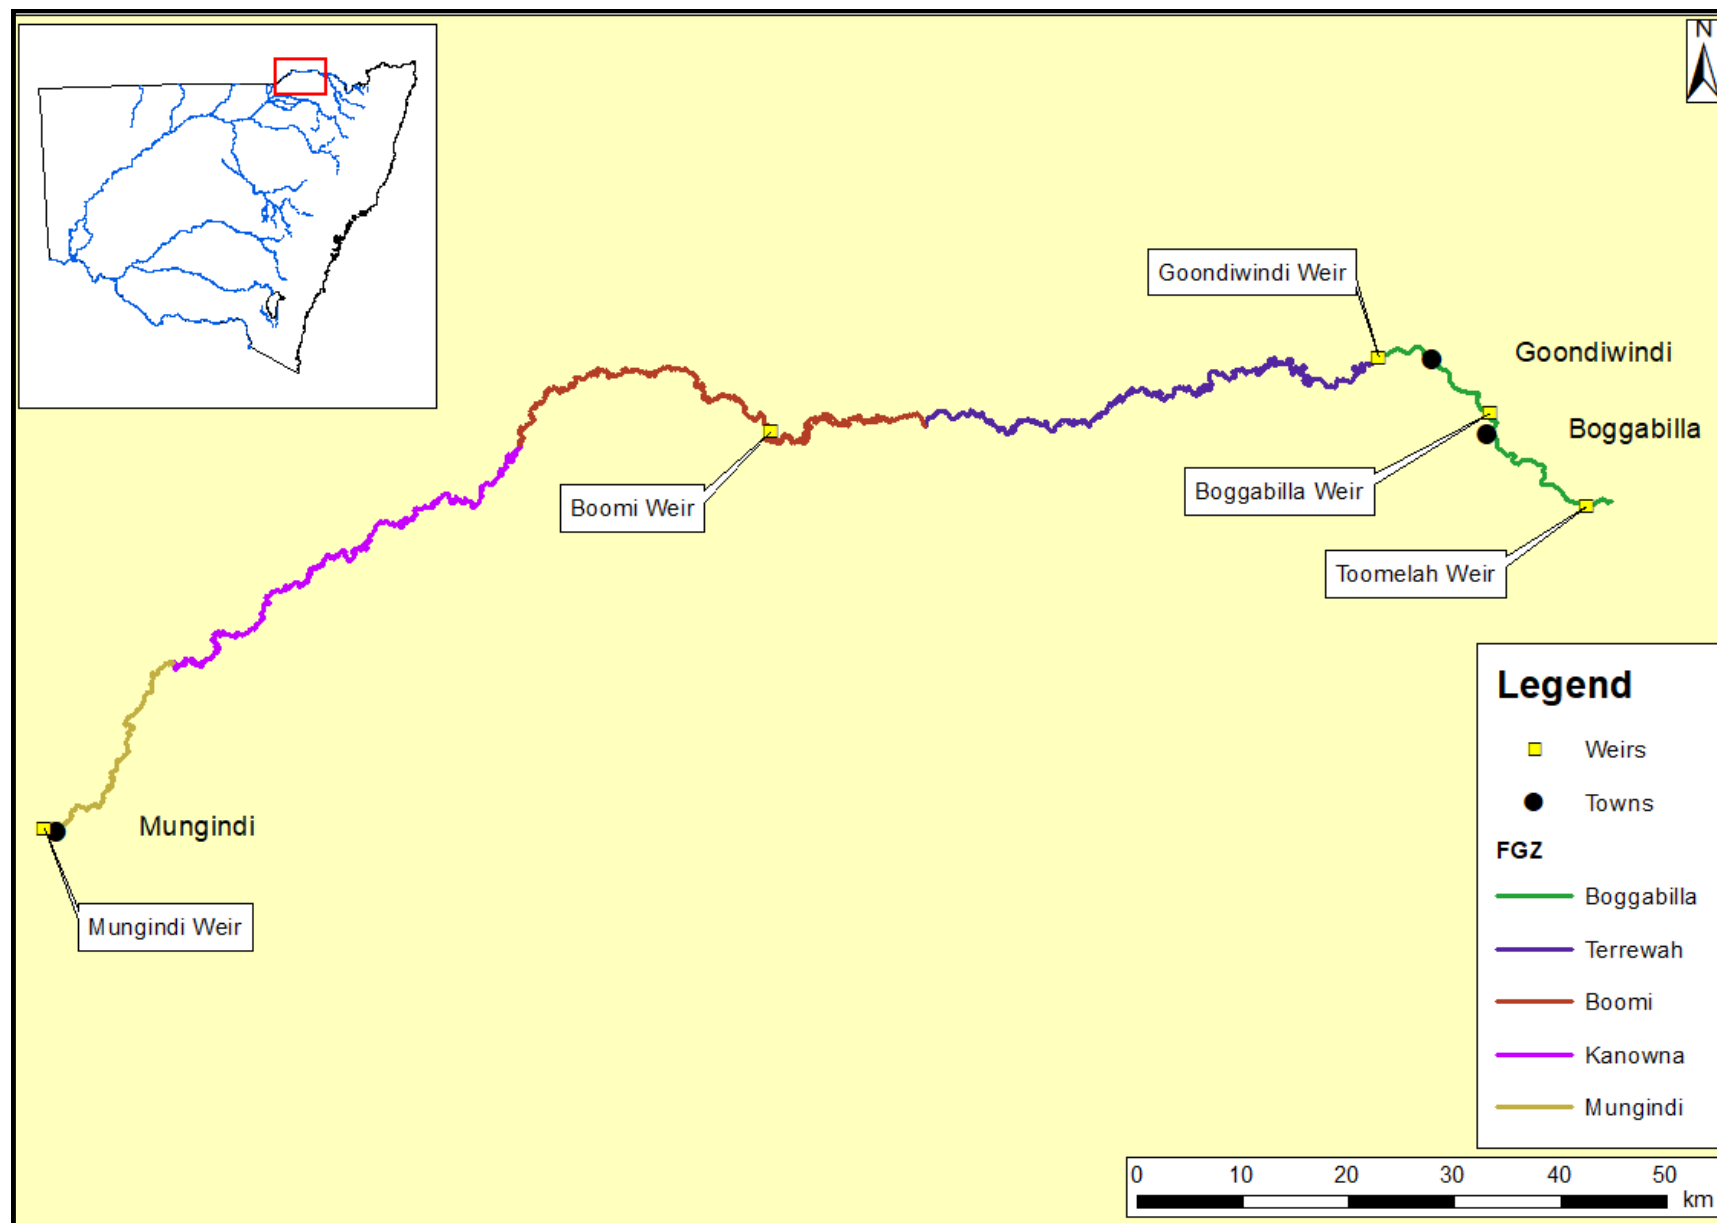 N
Goondiwindi Weir
Goondiwindi
Boggabilla
Boggabilla Weir
Boomi Weir
Toomelah Weir
Mungindi
Mungindi Weir
Legend
Weirs
Towns
FGZ
Boggabilla
Terrewah
Boomi
Kanowna
Mungindi
0 10 20 30 40 50
km